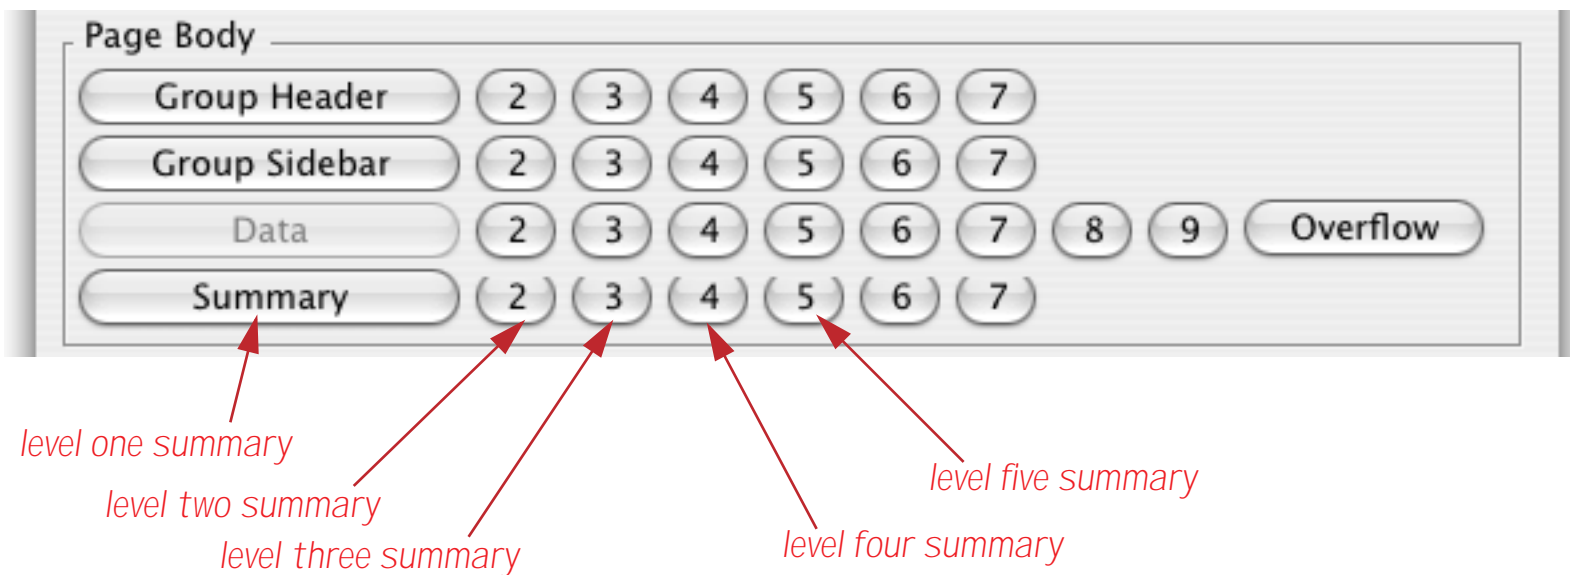 Page Body
Group Header 2 3 4 5 6 7
Group Sidebar 2 3 4 5 6 7
Data 2 3 4 5 6 7 8 9 Overflow
Summary 2 3 4 5 6 7
level one summary
level five summary
level two summary
level four summary
level three summary